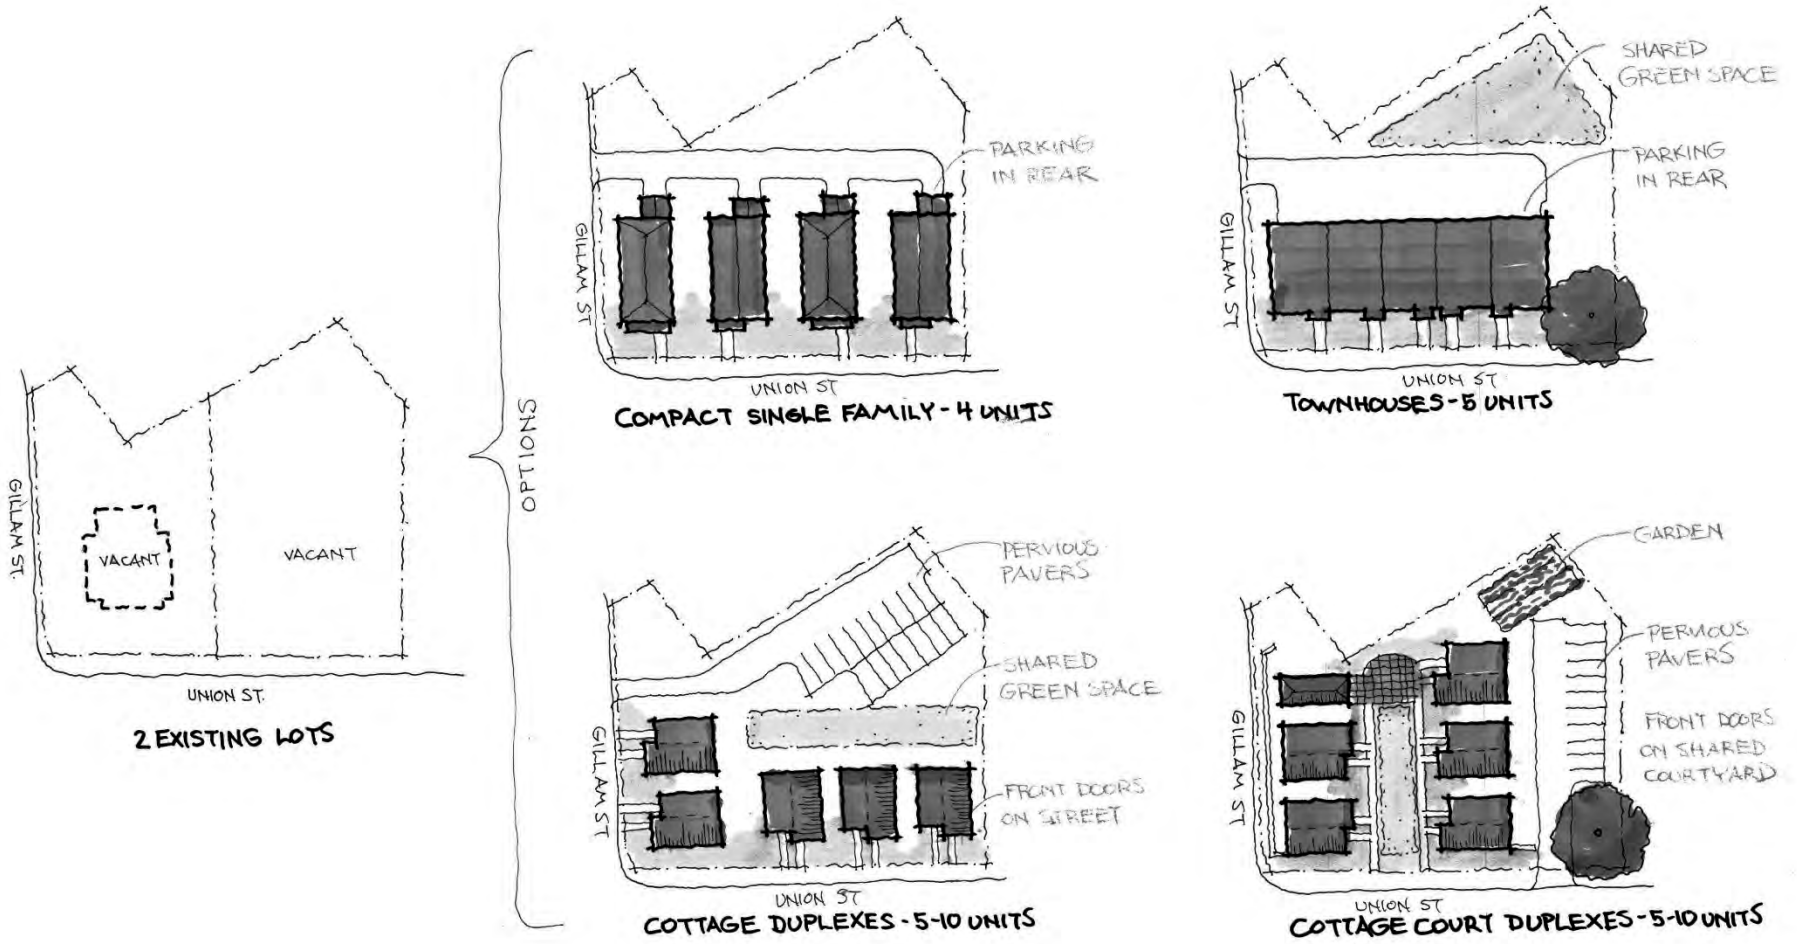 GILLAM ST.
VACANT
VACANT
UNION ST.
2 EXISTING LOTS
OPTIONS
GILLAM ST
PARKING
IN REAR
UNION ST
COMPACT SINGLE FAMILY - 4 UNITS
GILLAM ST
SHARED
GREEN SPACE
PARKING
IN REAR
UNION ST
TOWNHOUSES - 5 UNITS
GILLAM ST
PERVIOUS
PAVERS
SHARED
GREEN SPACE
FRONT DOORS
ON STREET
UNION ST
COTTAGE DUPLEXES - 5-10 UNITS
GILLAM ST
GARDEN
PERVIOUS
PAVERS
FRONT DOORS
ON SHARED
COURTYARD
UNION ST
COTTAGE COURT DUPLEXES - 5-10 UNITS